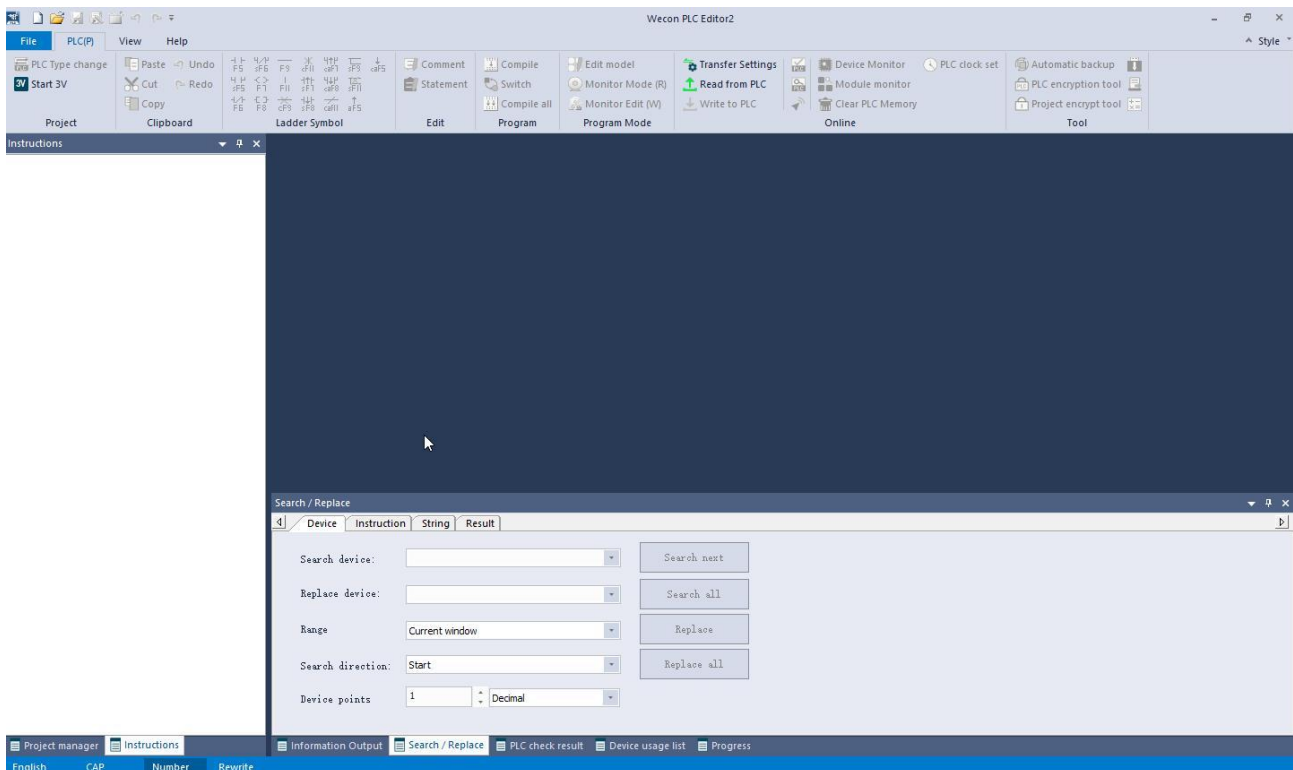 Wecon PLC Editor2
File PLC(P) View Help
Style
PLC Type change Paste Undo Comment Compile Edit model Transfer Settings Device Monitor PLC clock set Automatic backup
3V Start 3V Cut Redo Statement Switch Monitor Mode (R) Read from PLC Module monitor PLC encryption tool
Copy Compile all Monitor Edit (W) Write to PLC Clear PLC Memory Project encrypt tool
Project Clipboard Ladder Symbol Edit Program Program Mode Online Tool
Instructions
Search / Replace
Device Instruction String Result
Search device: Search next
Replace device: Search all
Range Current window Replace
Search direction: Start Replace all
Device points 1 Decimal
Project manager Instructions Information Output Search / Replace PLC check result Device usage list Progress
English CAP Number Rewrite